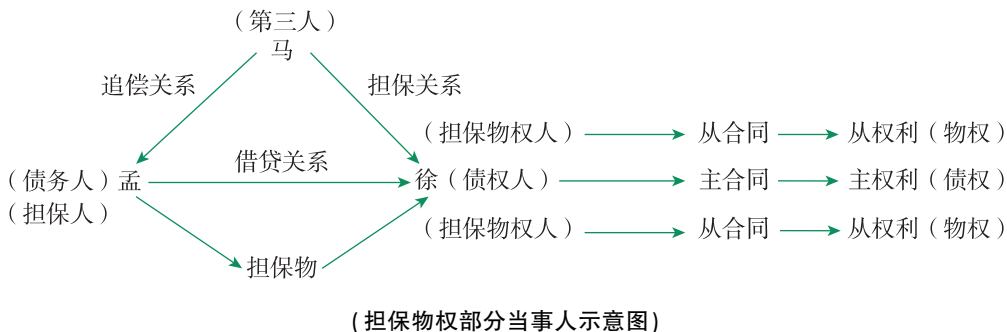 （第三人）
马
追偿关系
担保关系
（担保物权人）
从合同
从权利（物权）
借贷关系
（债务人）孟
徐（债权人）
主合同
主权利（债权）
（担保人）
（担保物权人）
从合同
从权利（物权）
担保物
(担保物权部分当事人示意图)